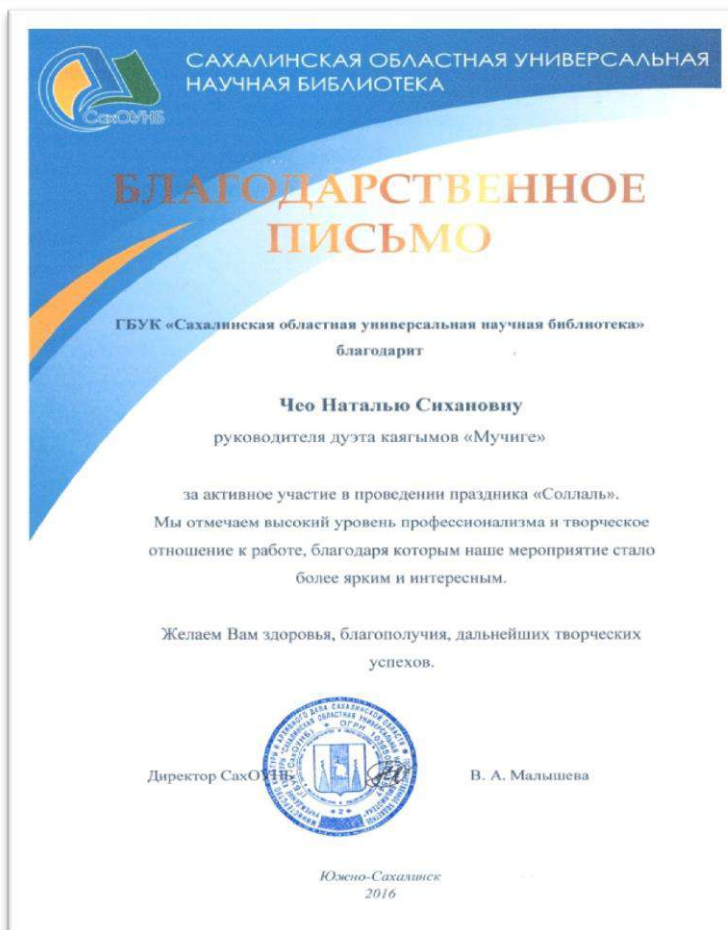 САХАЛИНСКАЯ ОБЛАСТНАЯ УНИВЕРСАЛЬНАЯ
НАУЧНАЯ БИБЛИОТЕКА
СахОУНБ
БЛАГОДАРСТВЕННОЕ
ПИСЬМО
ГБУК «Сахалинская областная универсальная научная библиотека»
благодарит
Чео Наталью Сихановну
руководителя дуэта каягымов «Мучиге»
за активное участие в проведении праздника «Соллаль».
Мы отмечаем высокий уровень профессионализма и творческое
отношение к работе, благодаря которым наше мероприятие стало
более ярким и интересным.
Желаем Вам здоровья, благополучия, дальнейших творческих
успехов.
Директор СахОУНБ
В. А. Малышева
Южно-Сахалинск
2016